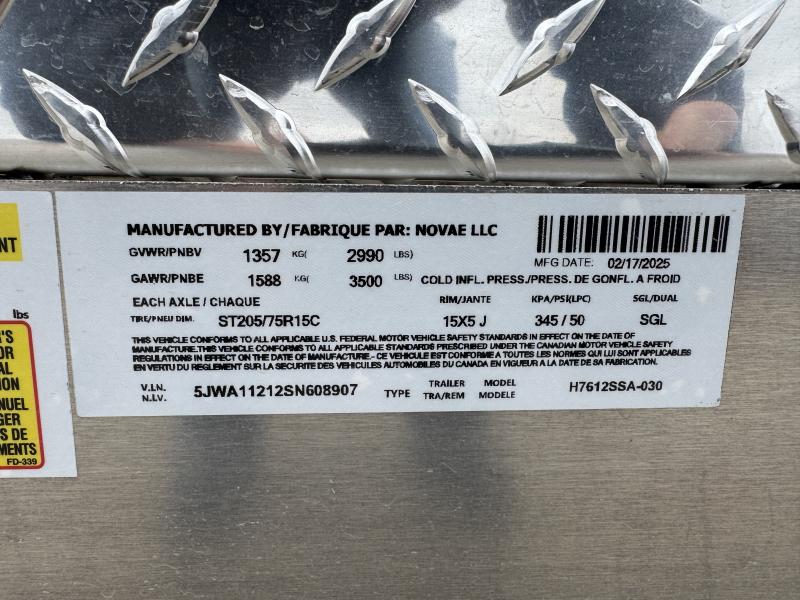 MANUFACTURED BY/FABRIQUE PAR: NOVAE LLC
GVWR/PNBV 1357 KG( 2990 LBS)
MFG DATE: 02/17/2025
GAWR/PNBE 1588 KG( 3500 LBS) COLD INFL. PRESS./PRESS. DE GONFL. A FROID
EACH AXLE / CHAQUE RIM/JANTE KPA/PSI(LPC) SGL/DUAL
TIRE/PNEU DIM. ST205/75R15C 15X5 J 345 / 50 SGL
THIS VEHICLE CONFORMS TO ALL APPLICABLE U.S. FEDERAL MOTOR VEHICLE SAFETY STANDARDS IN EFFECT ON THE DATE OF
MANUFACTURE.THIS VEHICLE CONFORMS TO ALL APPLICABLE STANDARDS PRESCRIBED UNDER THE CANADIAN MOTOR VEHICLE SAFETY
REGULATIONS IN EFFECT ON THE DATE OF MANUFACTURE.- CE VEHICULE EST CONFORME A TOUTES LES NORMES QUI LUI SONT APPLICABLES
EN VERTU DU REGLEMENT SUR LA SECURITE DES VEHICULES AUTOMOBILES DU CANADA EN VIGUEUR A LA DATE DE SA FABRICATION.
V.I.N. 5JWA11212SN608907 TYPE TRAILER MODEL H7612SSA-030
N.I.V. TRA/REM MODELE
NT
lbs
'S
OR
AL
ION
NUEL
GER
S DE
MENTS
FD-339